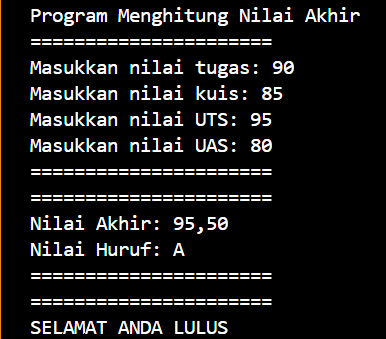 Program Menghitung Nilai Akhir
======================
Masukkan nilai tugas: 90
Masukkan nilai kuis: 85
Masukkan nilai UTS: 95
Masukkan nilai UAS: 80
======================
======================
Nilai Akhir: 95,50
Nilai Huruf: A
======================
======================
SELAMAT ANDA LULUS